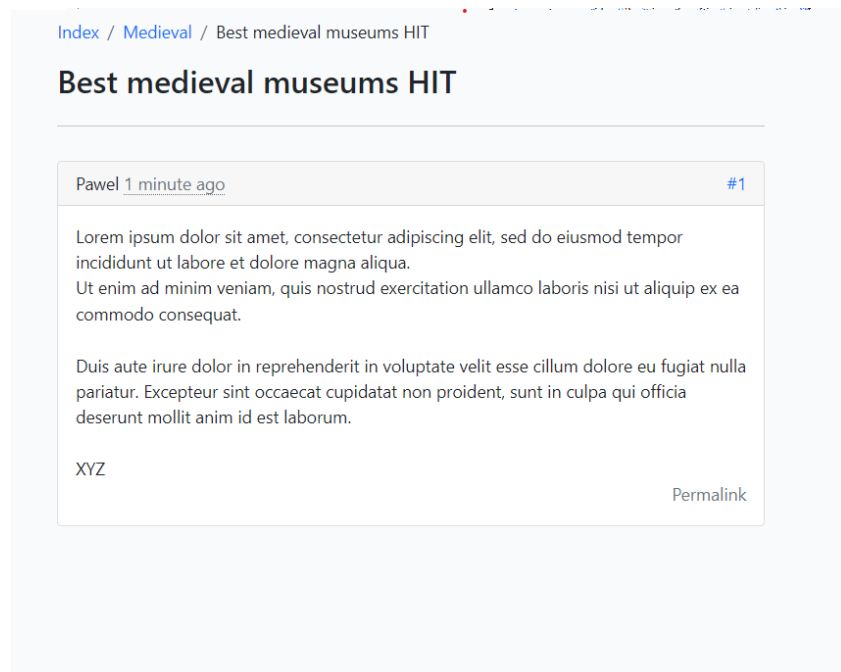 Index / Medieval / Best medieval museums HIT
Best medieval museums HIT
Pawel 1 minute ago #1
Lorem ipsum dolor sit amet, consectetur adipiscing elit, sed do eiusmod tempor
incididunt ut labore et dolore magna aliqua.
Ut enim ad minim veniam, quis nostrud exercitation ullamco laboris nisi ut aliquip ex ea
commodo consequat.
Duis aute irure dolor in reprehenderit in voluptate velit esse cillum dolore eu fugiat nulla
pariatur. Excepteur sint occaecat cupidatat non proident, sunt in culpa qui officia
deserunt mollit anim id est laborum.
XYZ
Permalink